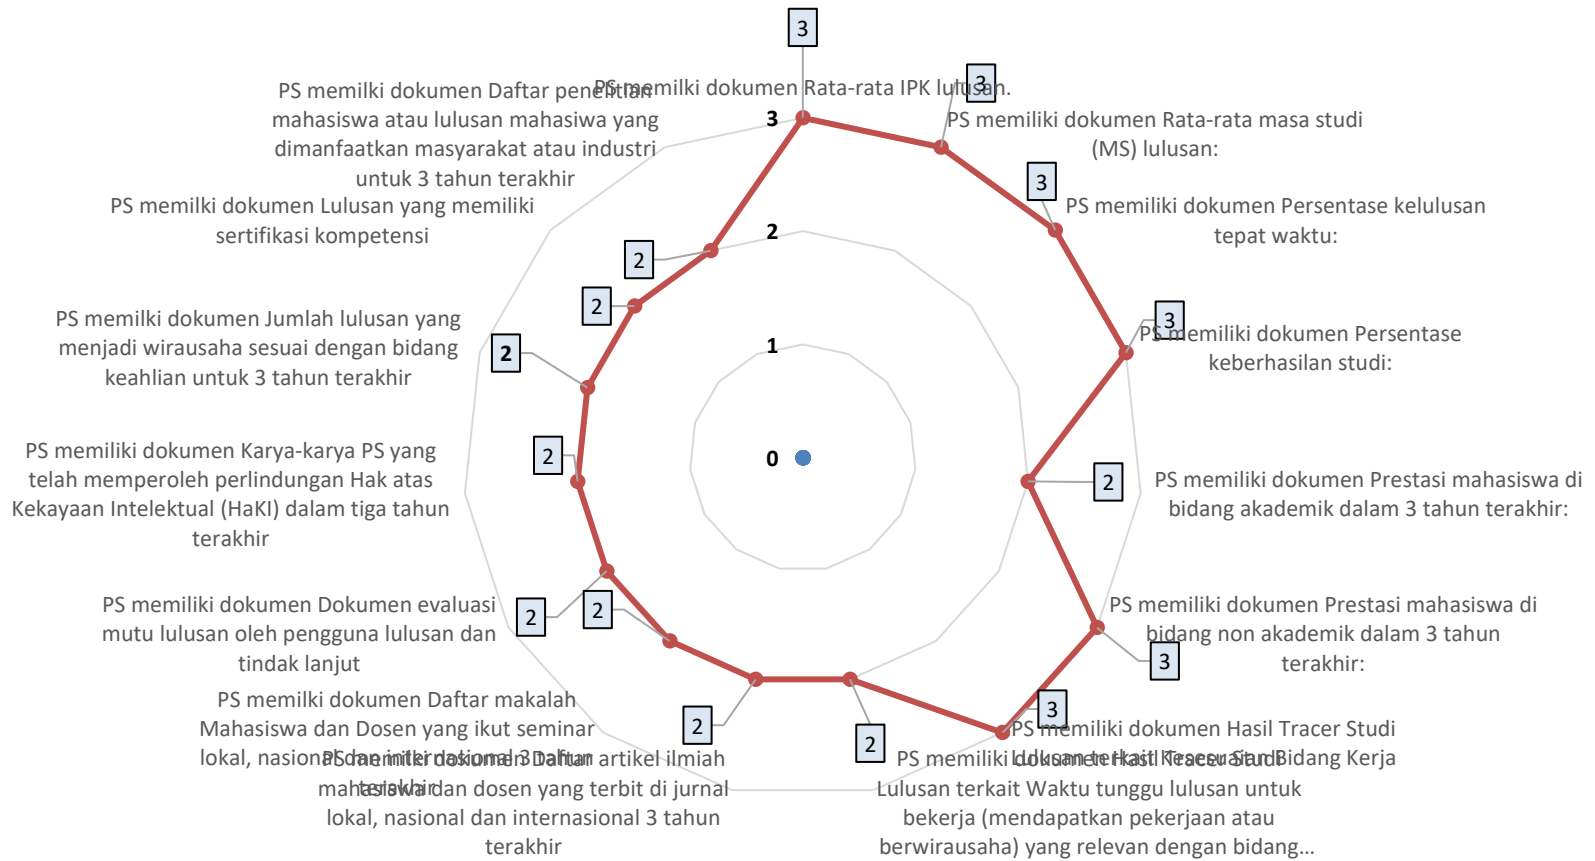 3
PS memilki dokumen Rata-rata IPK lulusan.
3
PS memiliki dokumen Rata-rata masa studi
(MS) lulusan:
3
PS memiliki dokumen Persentase kelulusan
tepat waktu:
3
PS memiliki dokumen Persentase
keberhasilan studi:
2
PS memiliki dokumen Prestasi mahasiswa di
bidang akademik dalam 3 tahun terakhir:
PS memiliki dokumen Prestasi mahasiswa di
bidang non akademik dalam 3 tahun
terakhir:
3
3
PS memiliki dokumen Hasil Tracer Studi
Lulusan terkait Kesesuaian Bidang Kerja
2
PS memiliki dokumen Hasil Tracer Studi
Lulusan terkait Waktu tunggu lulusan untuk
bekerja (mendapatkan pekerjaan atau
berwirausaha) yang relevan dengan bidang...
2
PS memiliki dokumen Daftar artikel ilmiah
mahasiswa dan dosen yang terbit di jurnal
lokal, nasional dan internasional 3 tahun
terakhir
2
PS memilki dokumen Daftar makalah
Mahasiswa dan Dosen yang ikut seminar
lokal, nasional dan internasional 3 tahun
terakhir
2
PS memiliki dokumen Dokumen evaluasi
mutu lulusan oleh pengguna lulusan dan
tindak lanjut
2
PS memiliki dokumen Karya-karya PS yang
telah memperoleh perlindungan Hak atas
Kekayaan Intelektual (HaKI) dalam tiga tahun
terakhir
2
PS memilki dokumen Jumlah lulusan yang
menjadi wirausaha sesuai dengan bidang
keahlian untuk 3 tahun terakhir
2
PS memilki dokumen Lulusan yang memiliki
sertifikasi kompetensi
2
PS memilki dokumen Daftar penelitian
mahasiswa atau lulusan mahasiwa yang
dimanfaatkan masyarakat atau industri
untuk 3 tahun terakhir
3
2
1
0